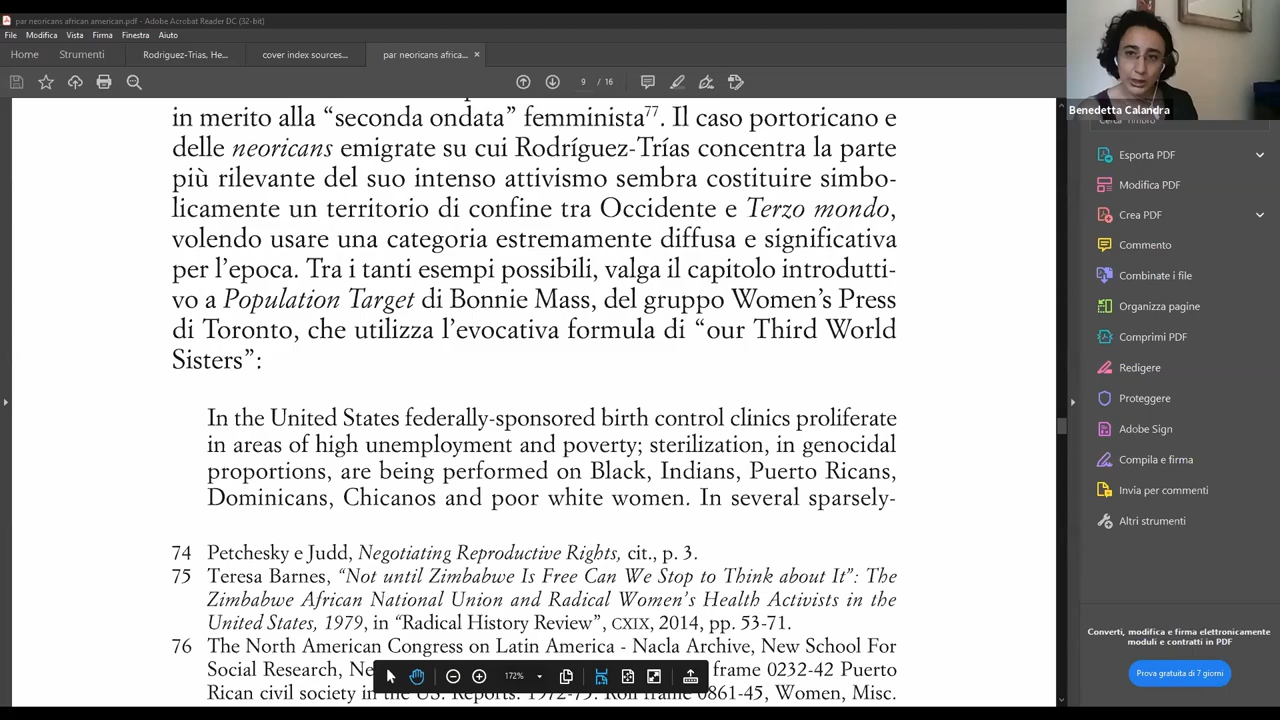 par neoricans african american.pdf - Adobe Acrobat Reader DC (32-bit)
File Modifica Vista Firma Finestra Aiuto
Home Strumenti Rodriguez-Trias, He... cover index sources... par neoricans africa... ×
9 / 16
Benedetta Calandra
in merito alla “seconda ondata” femminista77. Il caso portoricano e
delle neoricans emigrate su cui Rodríguez-Trías concentra la parte
più rilevante del suo intenso attivismo sembra costituire simbo-
licamente un territorio di confine tra Occidente e Terzo mondo,
volendo usare una categoria estremamente diffusa e significativa
per l’epoca. Tra i tanti esempi possibili, valga il capitolo introdutti-
vo a Population Target di Bonnie Mass, del gruppo Women’s Press
di Toronto, che utilizza l’evocativa formula di “our Third World
Sisters”:
In the United States federally-sponsored birth control clinics proliferate
in areas of high unemployment and poverty; sterilization, in genocidal
proportions, are being performed on Black, Indians, Puerto Ricans,
Dominicans, Chicanos and poor white women. In several sparsely-
74 Petchesky e Judd, Negotiating Reproductive Rights, cit., p. 3.
75 Teresa Barnes, “Not until Zimbabwe Is Free Can We Stop to Think about It”: The
Zimbabwe African National Union and Radical Women’s Health Activists in the
United States, 1979, in “Radical History Review”, CXIX, 2014, pp. 53-71.
76 The North American Congress on Latin America - Nacla Archive, New School For
Social Research, Ne frame 0232-42 Puerto
Rican civil society in the US. Reports. 1972-75. Roll frame 0861-45, Women, Misc.
172%
Esporta PDF
Modifica PDF
Crea PDF
Commento
Combinate i file
Organizza pagine
Comprimi PDF
Redigere
Proteggere
Adobe Sign
Compila e firma
Invia per commenti
Altri strumenti
Converti, modifica e firma elettronicamente
moduli e contratti in PDF
Prova gratuita di 7 giorni